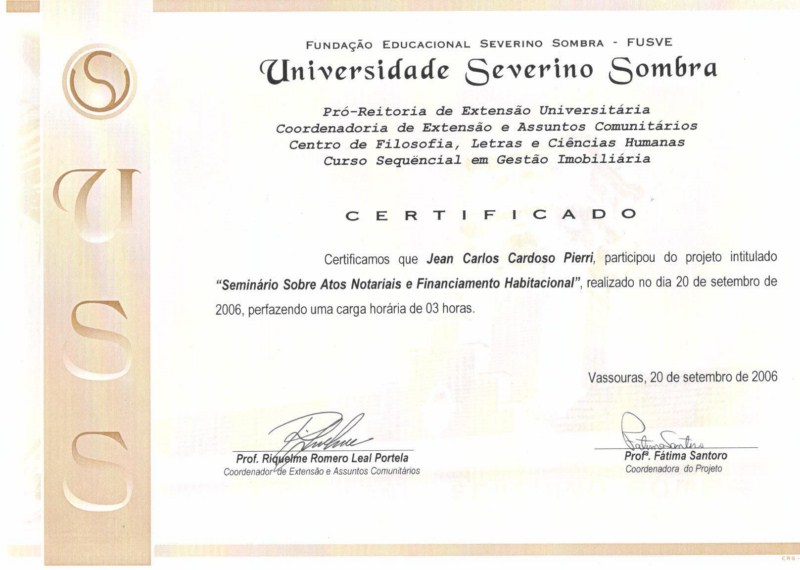 FUNDAÇÃO EDUCACIONAL SEVERINO SOMBRA - FUSVE
Universidade Severino Sombra
Pró-Reitoria de Extensão Universitária
Coordenadoria de Extensão e Assuntos Comunitários
Centro de Filosofia, Letras e Ciências Humanas
Curso Seqüëncial em Gestão Imobiliária
CERTIFICADO
Certificamos que Jean Carlos Cardoso Pierri, participou do projeto intitulado
“Seminário Sobre Atos Notariais e Financiamento Habitacional”, realizado no dia 20 de setembro de
2006, perfazendo uma carga horária de 03 horas.
Vassouras, 20 de setembro de 2006
Prof. Riquelme Romero Leal Portela
Coordenador de Extensão e Assuntos Comunitários
Fatima Santoro
Profª. Fátima Santoro
Coordenadora do Projeto
U
S
S